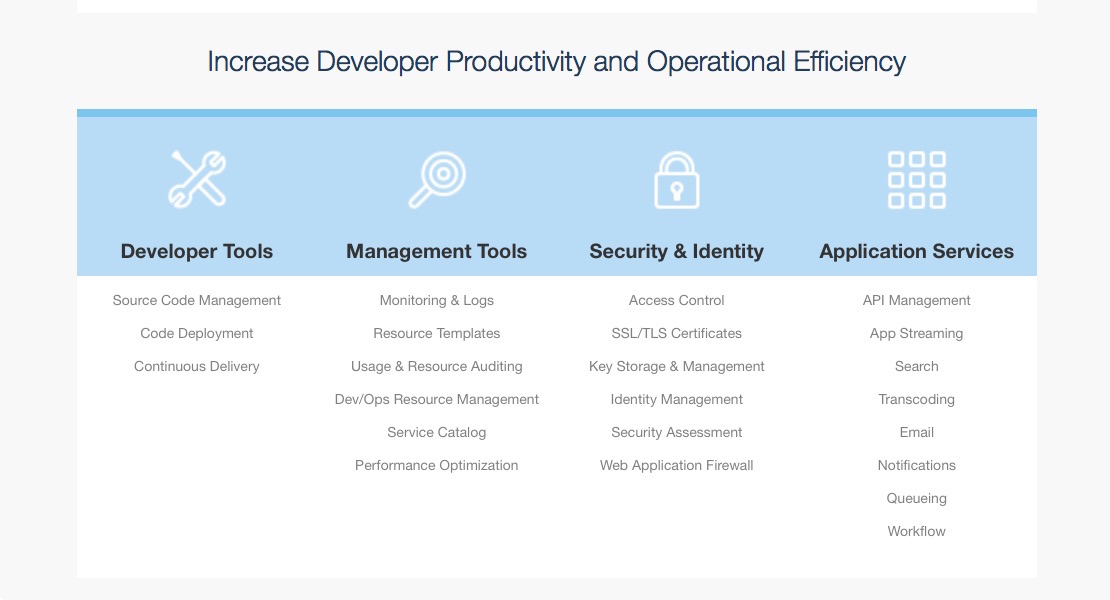 Increase Developer Productivity and Operational Efficiency
Developer Tools
Source Code Management
Code Deployment
Continuous Delivery
Management Tools
Monitoring & Logs
Resource Templates
Usage & Resource Auditing
Dev/Ops Resource Management
Service Catalog
Performance Optimization
Security & Identity
Access Control
SSL/TLS Certificates
Key Storage & Management
Identity Management
Security Assessment
Web Application Firewall
Application Services
API Management
App Streaming
Search
Transcoding
Email
Notifications
Queueing
Workflow